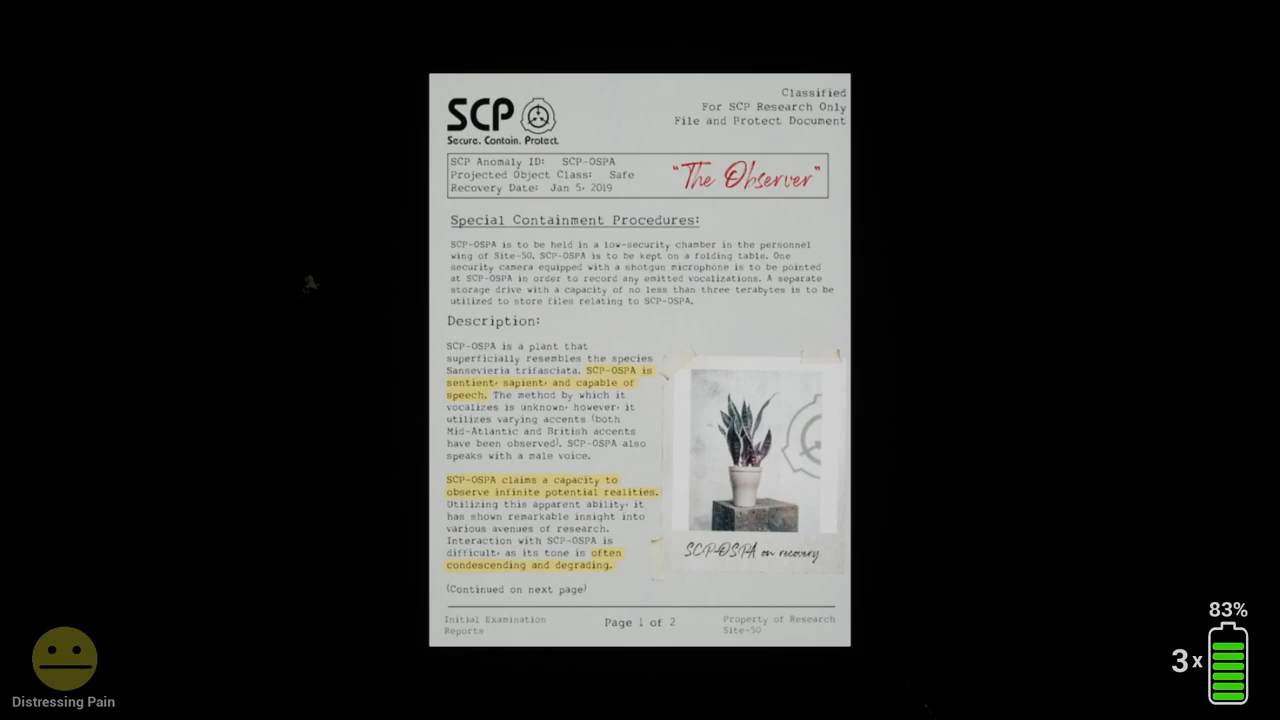 SCP
Secure. Contain. Protect.
Classified
For SCP Research Only
File and Protect Document
SCP Anomaly ID: SCP-OSPA
Projected Object Class: Safe
Recovery Date: Jan 5, 2019
"The Observer"
Special Containment Procedures:
SCP-OSPA is to be held in a low-security chamber in the personnel
wing of Site-50. SCP-OSPA is to be kept on a folding table. One
security camera equipped with a shotgun microphone is to be pointed
at SCP-OSPA in order to record any emitted vocalizations. A separate
storage drive with a capacity of no less than three terabytes is to be
utilized to store files relating to SCP-OSPA.
Description:
SCP-OSPA is a plant that
superficially resembles the species
Sansevieria trifasciata. SCP-OSPA is
sentient, sapient, and capable of
speech. The method by which it
vocalizes is unknown, however, it
utilizes varying accents (both
Mid-Atlantic and British accents
have been observed). SCP-OSPA also
speaks with a male voice.
SCP-OSPA claims a capacity to
observe infinite potential realities.
Utilizing this apparent ability, it
has shown remarkable insight into
various avenues of research.
Interaction with SCP-OSPA is
difficult, as its tone is often
condescending and degrading.
(Continued on next page)
SCP-OSPA on recovery
Initial Examination
Reports
Page 1 of 2
Property of Research
Site-50
Distressing Pain
83%
3x